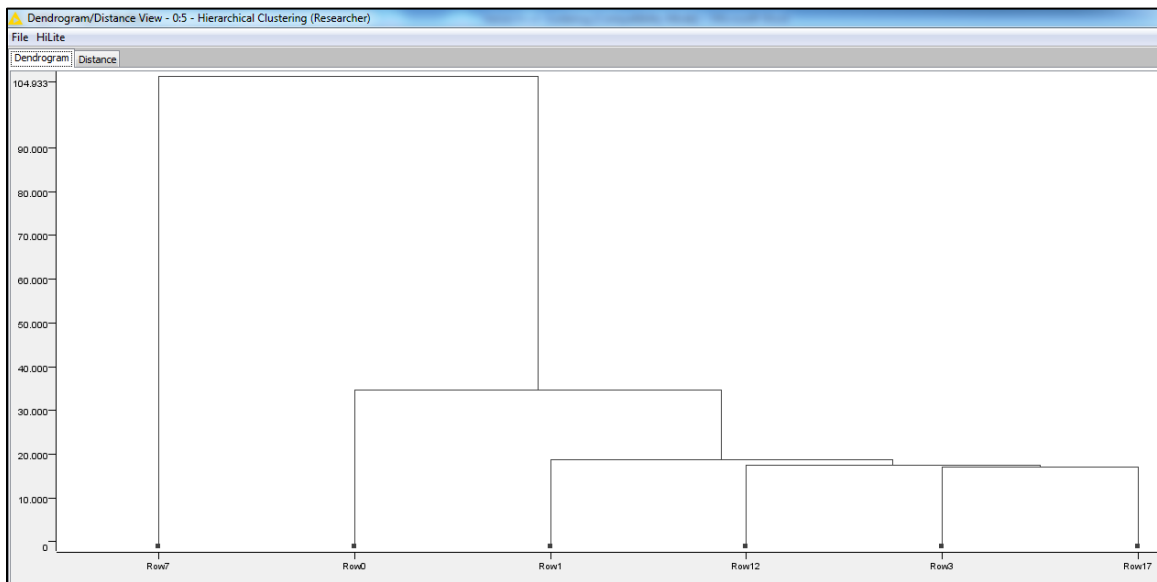 Dendrogram/Distance View - 0:5 - Hierarchical Clustering (Researcher)
File HiLite
Dendrogram Distance
104.933
90.000
80.000
70.000
60.000
50.000
40.000
30.000
20.000
10.000
0
Row7 Row0 Row1 Row12 Row3 Row17